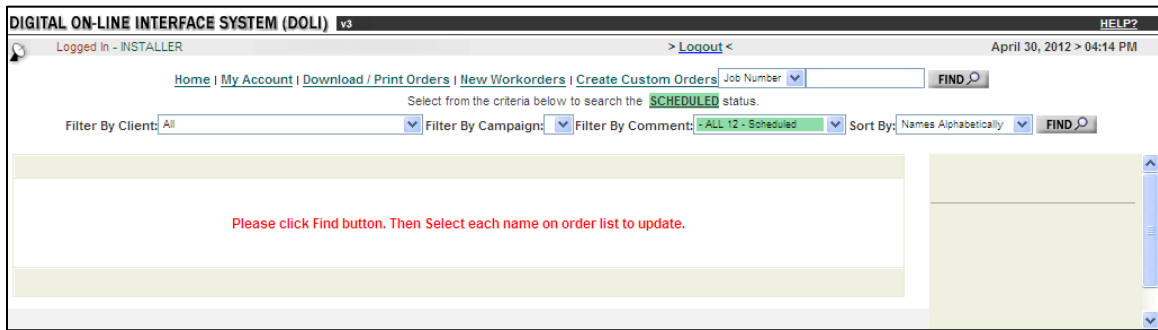 DIGITAL ON-LINE INTERFACE SYSTEM (DOLI) v3 HELP?
Logged In - INSTALLER > Logout < April 30, 2012 > 04:14 PM
Home | My Account | Download / Print Orders | New Workorders | Create Custom Orders Job Number FIND
Select from the criteria below to search the SCHEDULED status.
Filter By Client: All Filter By Campaign: Filter By Comment: - ALL 12 - Scheduled Sort By: Names Alphabetically FIND
Please click Find button. Then Select each name on order list to update.